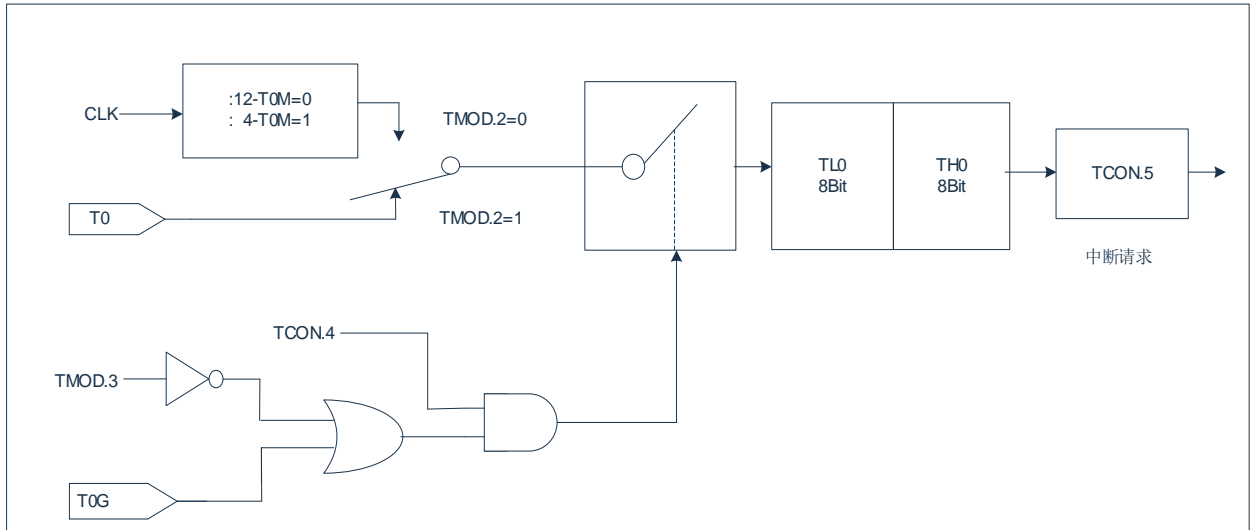 :12-T0M=0
: 4-T0M=1
CLK
TMOD.2=0
T0
TMOD.2=1
TL0
8Bit
TH0
8Bit
TCON.5
中断请求
TCON.4
TMOD.3
T0G